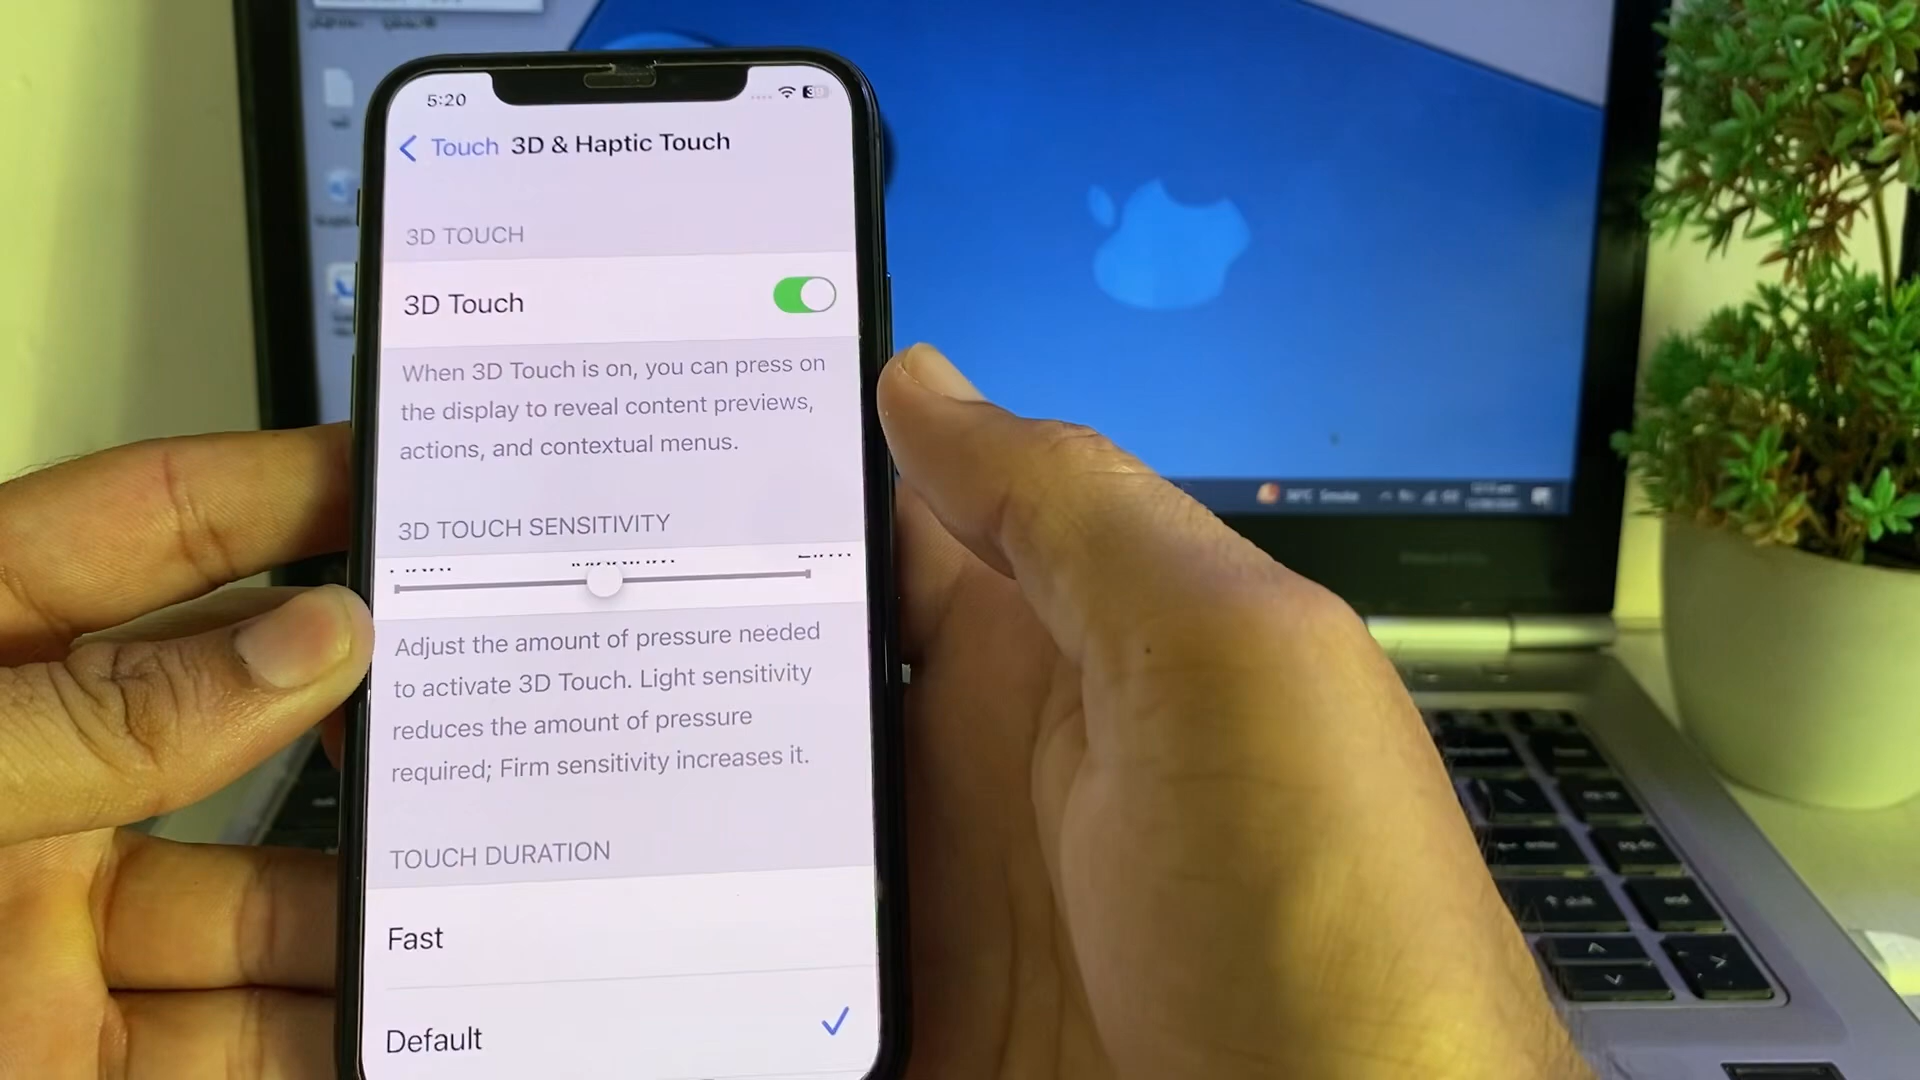 5:20
39
Touch 3D & Haptic Touch
3D TOUCH
3D Touch
When 3D Touch is on, you can press on
the display to reveal content previews,
actions, and contextual menus.
3D TOUCH SENSITIVITY
Adjust the amount of pressure needed
to activate 3D Touch. Light sensitivity
reduces the amount of pressure
required; Firm sensitivity increases it.
TOUCH DURATION
Fast
Default